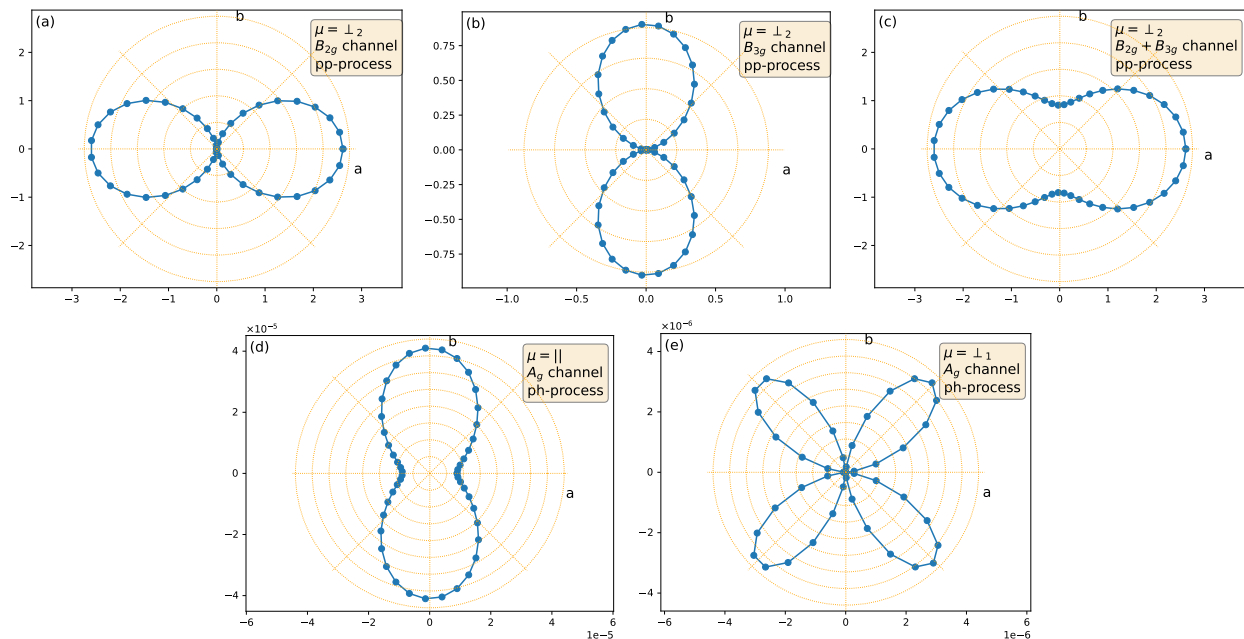 (a)
b
μ = ⊥₂
B₂g channel
pp-process
a
2
1
0
−1
−2
−3 −2 −1 0 1 2 3
(b)
b
μ = ⊥₂
B₃g channel
pp-process
a
0.75
0.50
0.25
0.00
−0.25
−0.50
−0.75
−1.0 −0.5 0.0 0.5 1.0
(c)
b
μ = ⊥₂
B₂g + B₃g channel
pp-process
a
2
1
0
−1
−2
−3 −2 −1 0 1 2 3
×10⁻⁵
(d)
b
μ = ||
Ag channel
ph-process
a
4
2
0
−2
−4
−6 −4 −2 0 2 4 6
1e−5
×10⁻⁶
(e)
b
μ = ⊥₁
Ag channel
ph-process
a
4
2
0
−2
−4
−6 −4 −2 0 2 4 6
1e−6